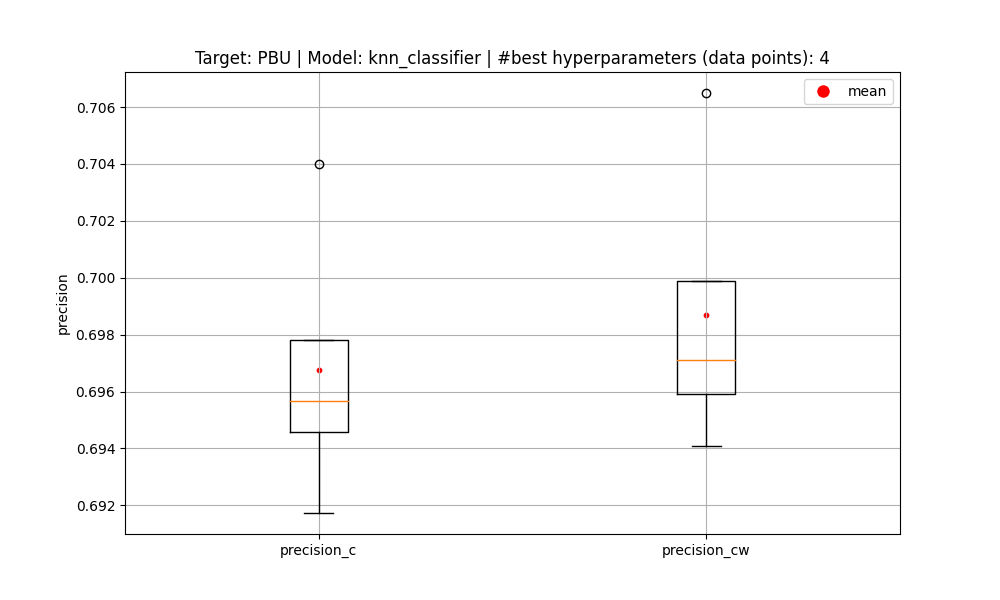 Target: PBU | Model: knn_classifier | #best hyperparameters (data points): 4
mean
0.706
0.704
0.702
0.700
0.698
0.696
0.694
0.692
precision
precision_c
precision_cw